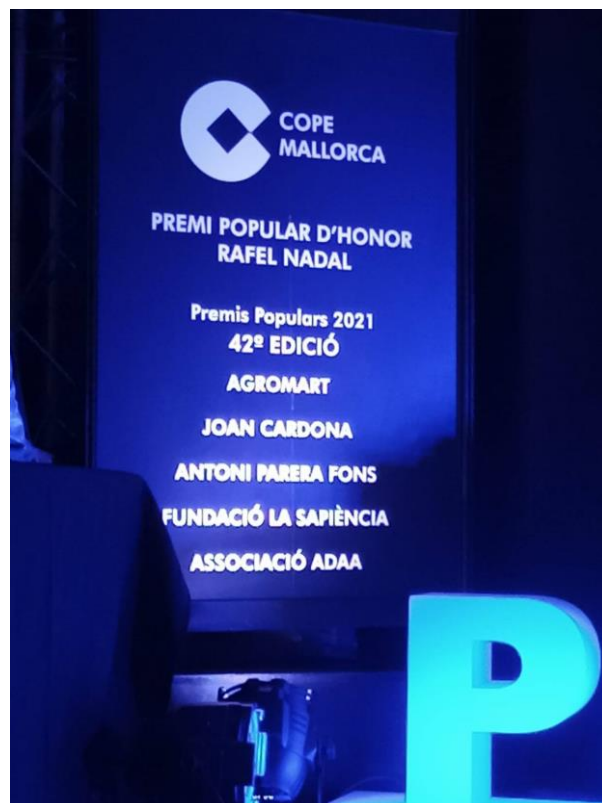 COPE
MALLORCA
PREMI POPULAR D'HONOR
RAFEL NADAL
Premis Populars 2021
42º EDICIÓ
AGROMART
JOAN CARDONA
ANTONI PARERA FONS
FUNDACIÓ LA SAPIÈNCIA
ASSOCIACIÓ ADAA
P